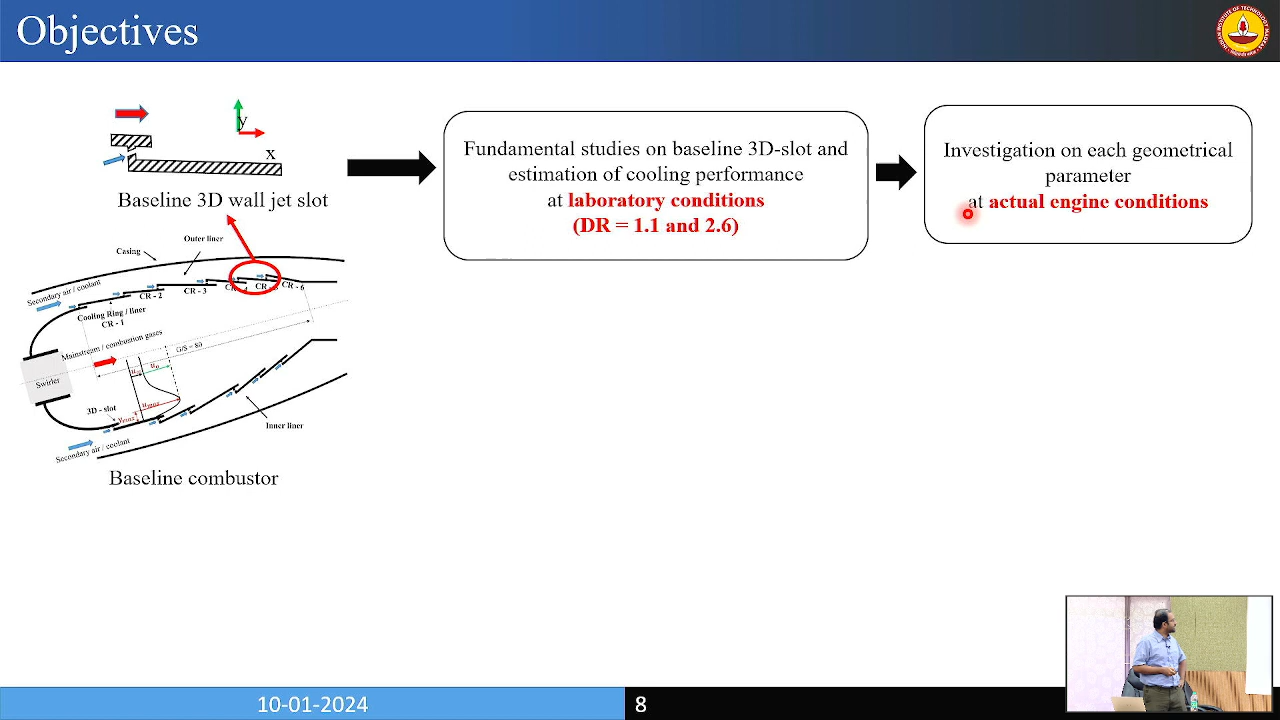 Objectives
y
x
Baseline 3D wall jet slot
Fundamental studies on baseline 3D-slot and
estimation of cooling performance
at laboratory conditions
(DR = 1.1 and 2.6)
Investigation on each geometrical
parameter
at actual engine conditions
Outer liner
Casing
Secondary air / coolant
CR - 2
CR - 3
CR - 6
Cooling Ring / liner
CR - 1
Mainstream / combustion gases
G/S = 80
Swirler
3D - slot
Inner liner
Secondary air / coolant
Baseline combustor
10-01-2024
8